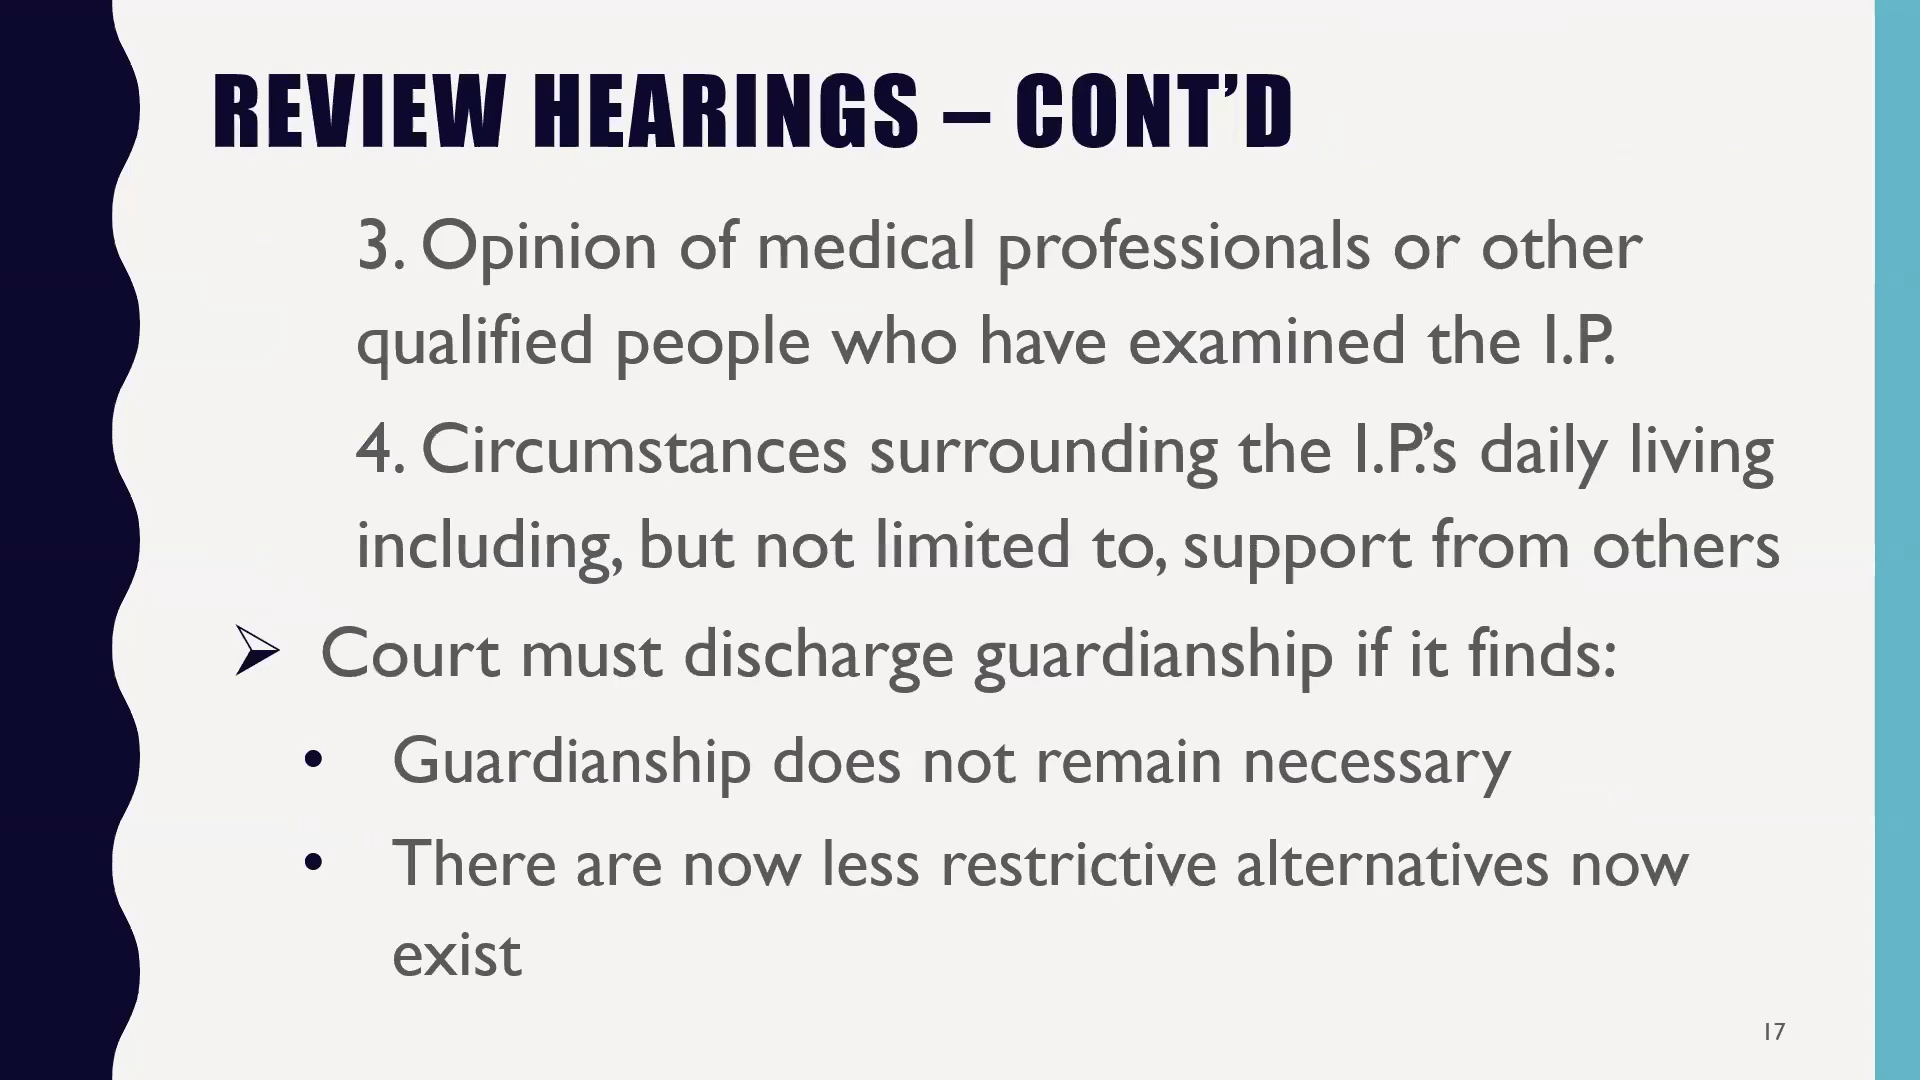 REVIEW HEARINGS – CONT’D
3. Opinion of medical professionals or other
qualified people who have examined the I.P.
4. Circumstances surrounding the I.P.’s daily living
including, but not limited to, support from others
➢ Court must discharge guardianship if it finds:
• Guardianship does not remain necessary
• There are now less restrictive alternatives now
exist
17